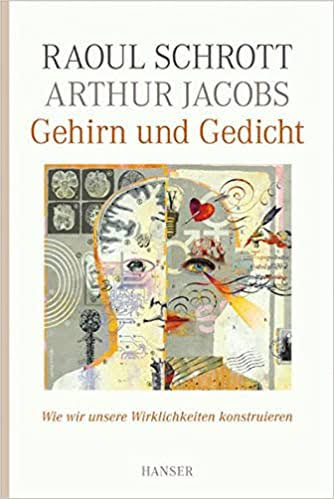 RAOUL SCHROTT
ARTHUR JACOBS
Gehirn und Gedicht
Wie wir unsere Wirklichkeiten konstruieren
HANSER